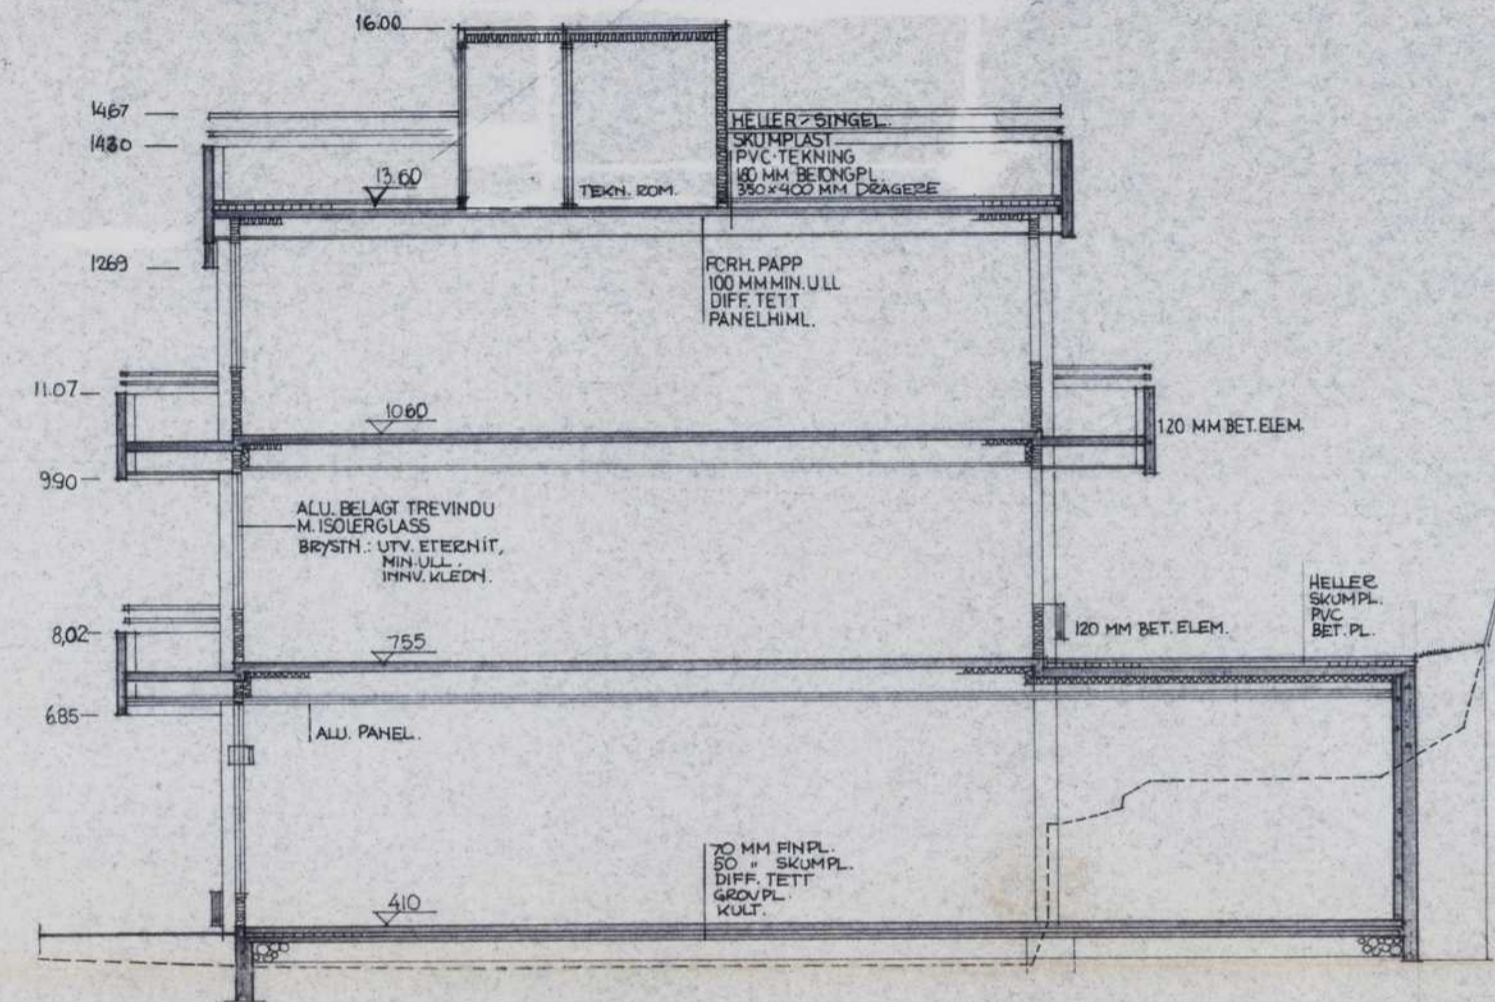 16.00
14.67
HELLER > SINGEL.
SKUMPLAST
14.30
PVC-TEKNING
180 MM BETONGPL.
350x400 MM DRAGERE
13.60
TEKN. ROM.
1269
FORH. PAPP
100 MM MIN. ULL
DIFF. TETT
PANELHIML.
11.07
1060
120 MM BET. ELEM.
9.90
ALU. BELAGT TREVINDU
M. ISOLERGLASS
BRYSTN.: UTV. ETERNIT,
MIN. ULL.
INNV. KLEDN.
HELLER
SKUMPL.
PVC
BET. PL.
8,02
755
120 MM BET. ELEM.
6.85
ALU. PANEL.
70 MM FINPL.
50 " SKUMPL.
DIFF. TETT
GROVPL.
KULT.
410